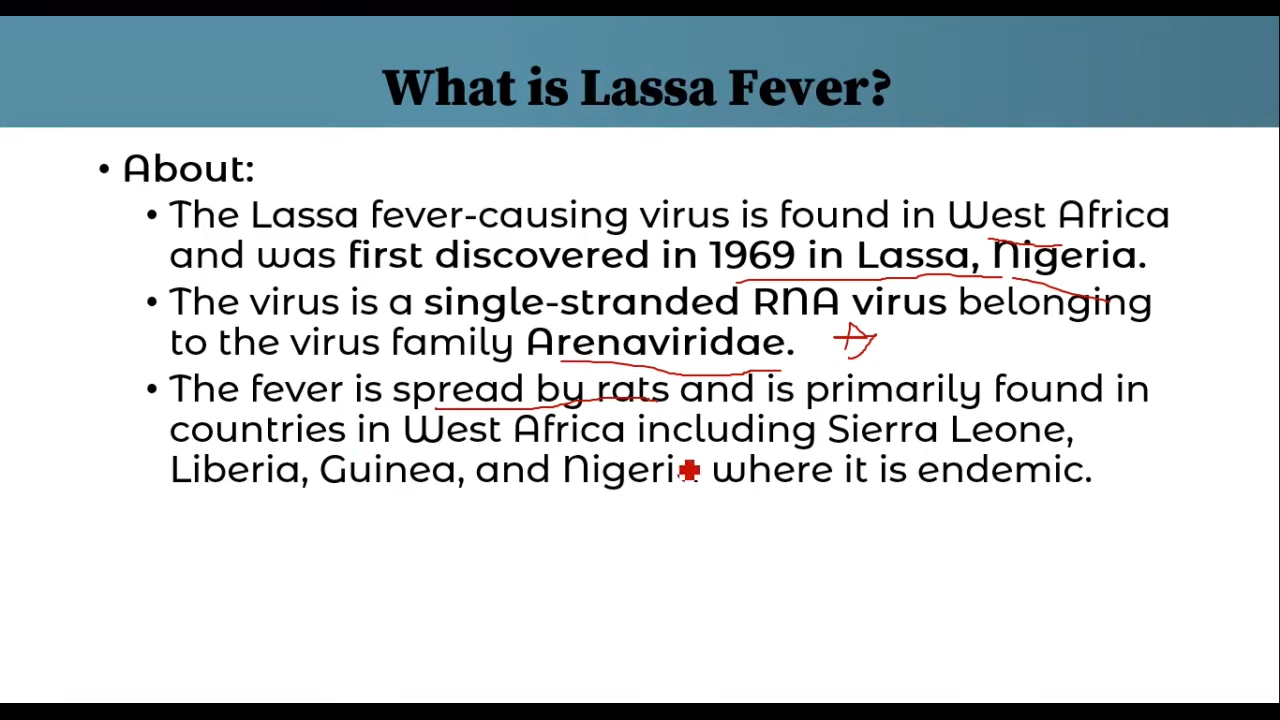 What is Lassa Fever?
• About:
• The Lassa fever-causing virus is found in West Africa
and was first discovered in 1969 in Lassa, Nigeria.
• The virus is a single-stranded RNA virus belonging
to the virus family Arenaviridae.
• The fever is spread by rats and is primarily found in
countries in West Africa including Sierra Leone,
Liberia, Guinea, and Nigeria where it is endemic.